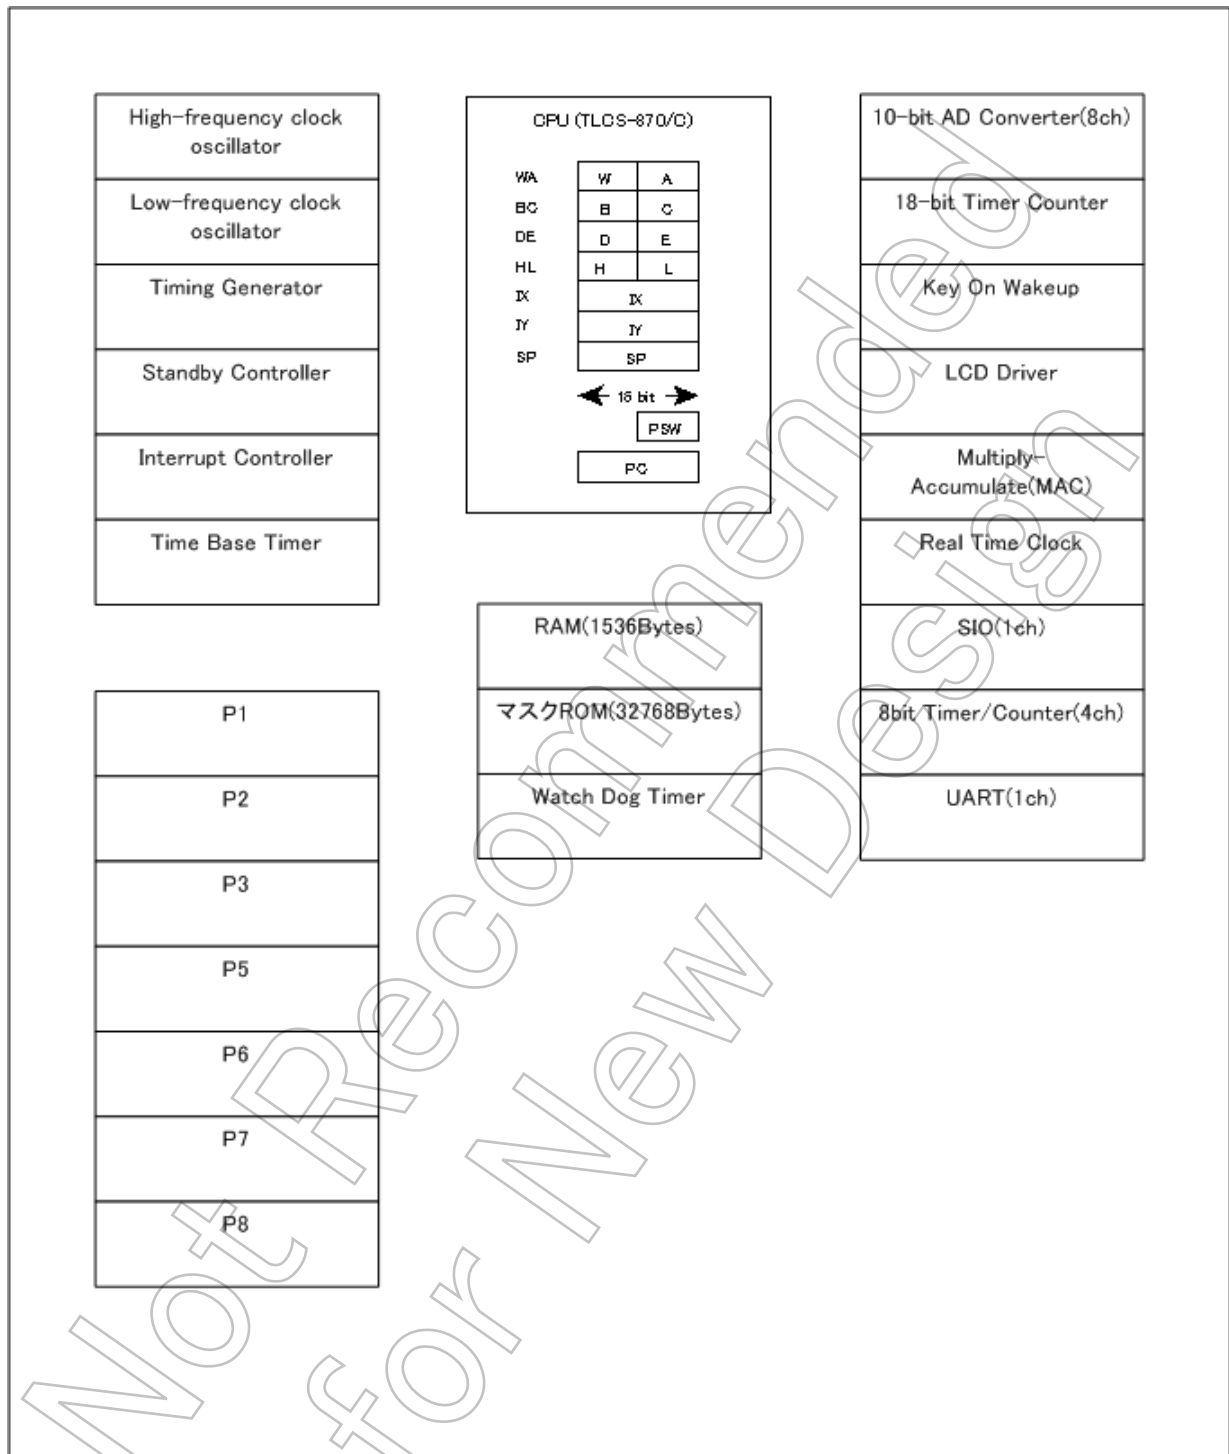 High-frequency clock
oscillator
Low-frequency clock
oscillator
Timing Generator
Standby Controller
Interrupt Controller
Time Base Timer
CPU (TLCS-870/C)
WA W A
BC B C
DE D E
HL H L
IX IX
IY IY
SP SP
16 bit
PSW
PC
10-bit AD Converter(8ch)
18-bit Timer Counter
Key On Wakeup
LCD Driver
Multiply-
Accumulate(MAC)
Real Time Clock
SIO(1ch)
8bit Timer/Counter(4ch)
UART(1ch)
RAM(1536Bytes)
マスクROM(32768Bytes)
Watch Dog Timer
P1
P2
P3
P5
P6
P7
P8
Not Recommended
for New Design